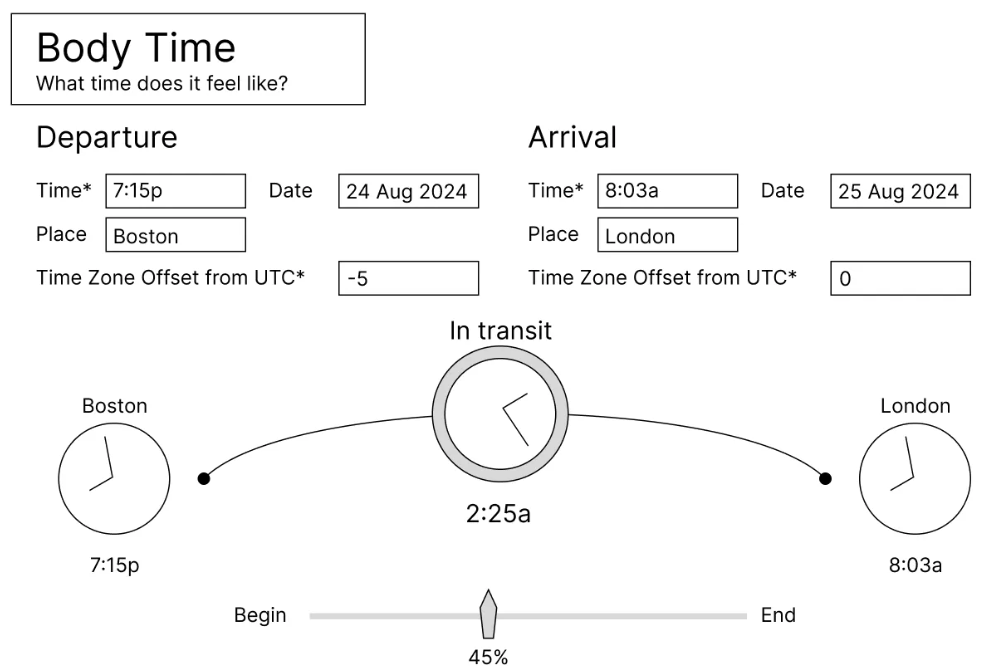 Body Time
What time does it feel like?
Departure
Time* 7:15p Date 24 Aug 2024
Place Boston
Time Zone Offset from UTC* -5
Arrival
Time* 8:03a Date 25 Aug 2024
Place London
Time Zone Offset from UTC* 0
In transit
Boston
London
2:25a
7:15p
8:03a
Begin
End
45%